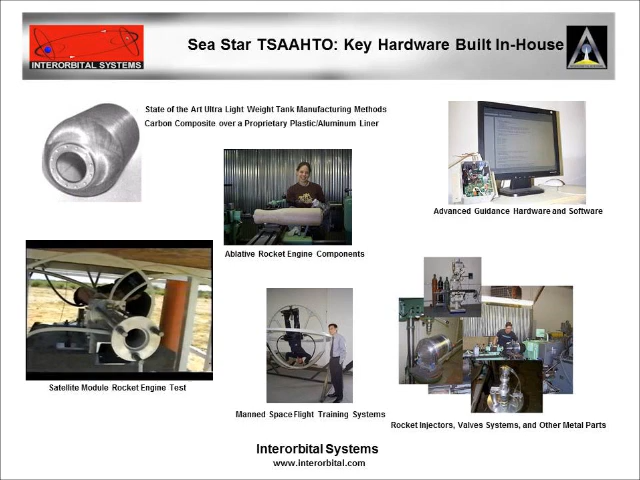 INTERORBITAL SYSTEMS
Sea Star TSAAHTO: Key Hardware Built In-House
State of the Art Ultra Light Weight Tank Manufacturing Methods
Carbon Composite over a Proprietary Plastic/Aluminum Liner
Advanced Guidance Hardware and Software
Ablative Rocket Engine Components
Satellite Module Rocket Engine Test
Manned Space Flight Training Systems
Rocket Injectors, Valves Systems, and Other Metal Parts
Interorbital Systems
www.interorbital.com